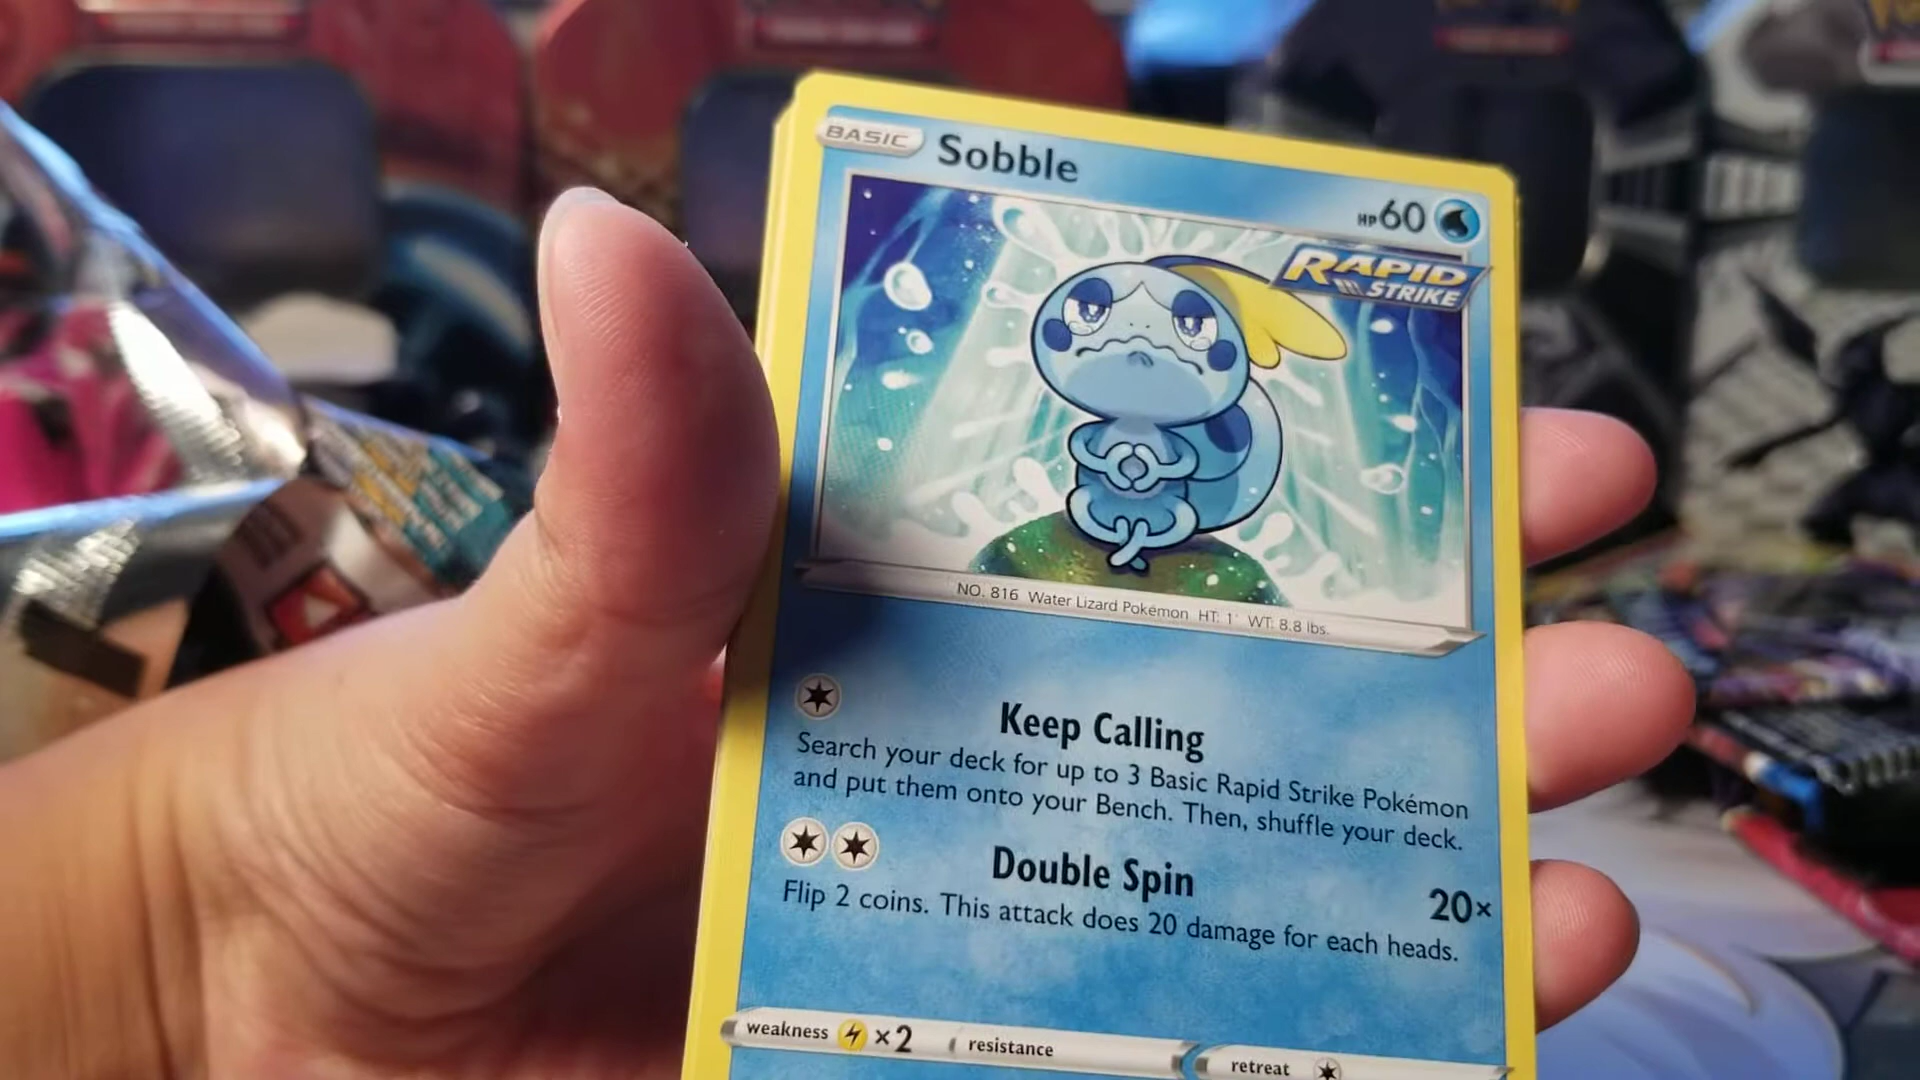 BASIC Sobble
HP60
RAPID
STRIKE
NO. 816 Water Lizard Pokémon HT: 1' WT: 8.8 lbs.
Keep Calling
Search your deck for up to 3 Basic Rapid Strike Pokémon
and put them onto your Bench. Then, shuffle your deck.
Double Spin 20×
Flip 2 coins. This attack does 20 damage for each heads.
weakness ×2 resistance retreat